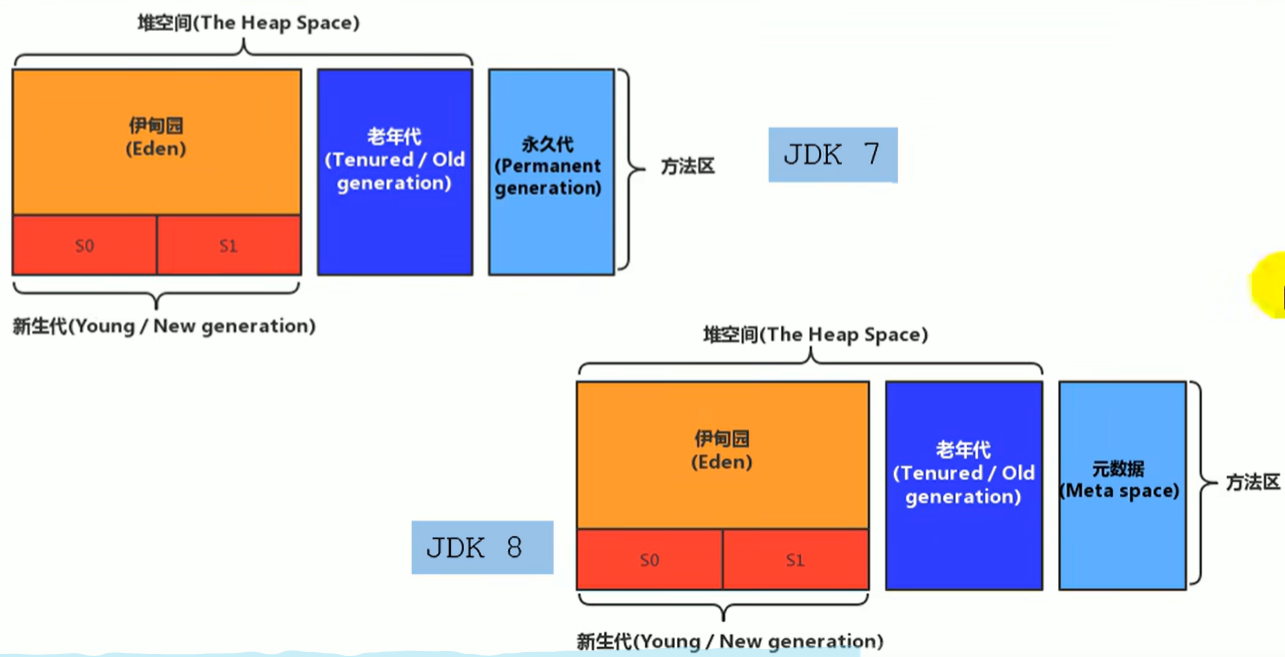 堆空间(The Heap Space)
伊甸园
(Eden)
S0
S1
老年代
(Tenured / Old
generation)
永久代
(Permanent
generation)
方法区
JDK 7
新生代(Young / New generation)
堆空间(The Heap Space)
伊甸园
(Eden)
S0
S1
老年代
(Tenured / Old
generation)
元数据
(Meta space)
方法区
JDK 8
新生代(Young / New generation)